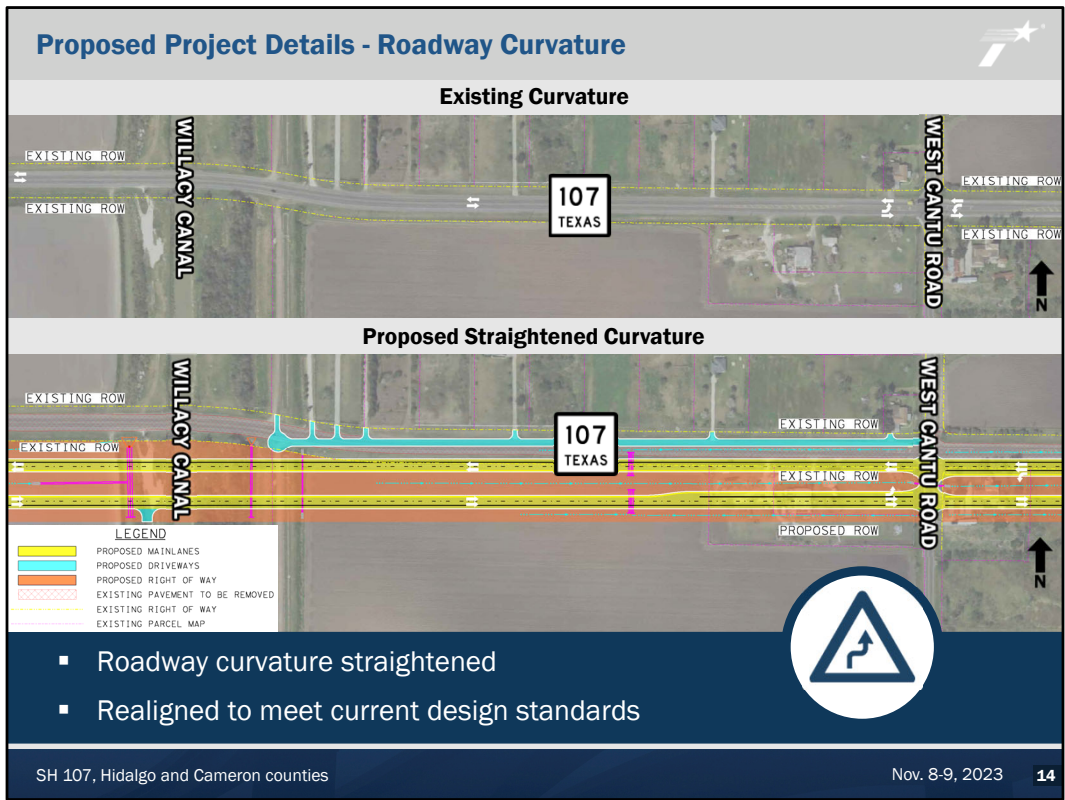 Proposed Project Details - Roadway Curvature
Existing Curvature
EXISTING ROW
EXISTING ROW
WILLACY CANAL
107
TEXAS
WEST CANTU ROAD
EXISTING ROW
EXISTING ROW
N
Proposed Straightened Curvature
EXISTING ROW
EXISTING ROW
WILLACY CANAL
107
TEXAS
EXISTING ROW
EXISTING ROW
PROPOSED ROW
WEST CANTU ROAD
N
LEGEND
PROPOSED MAINLANES
PROPOSED DRIVEWAYS
PROPOSED RIGHT OF WAY
EXISTING PAVEMENT TO BE REMOVED
EXISTING RIGHT OF WAY
EXISTING PARCEL MAP
▪ Roadway curvature straightened
▪ Realigned to meet current design standards
SH 107, Hidalgo and Cameron counties
Nov. 8-9, 2023
14